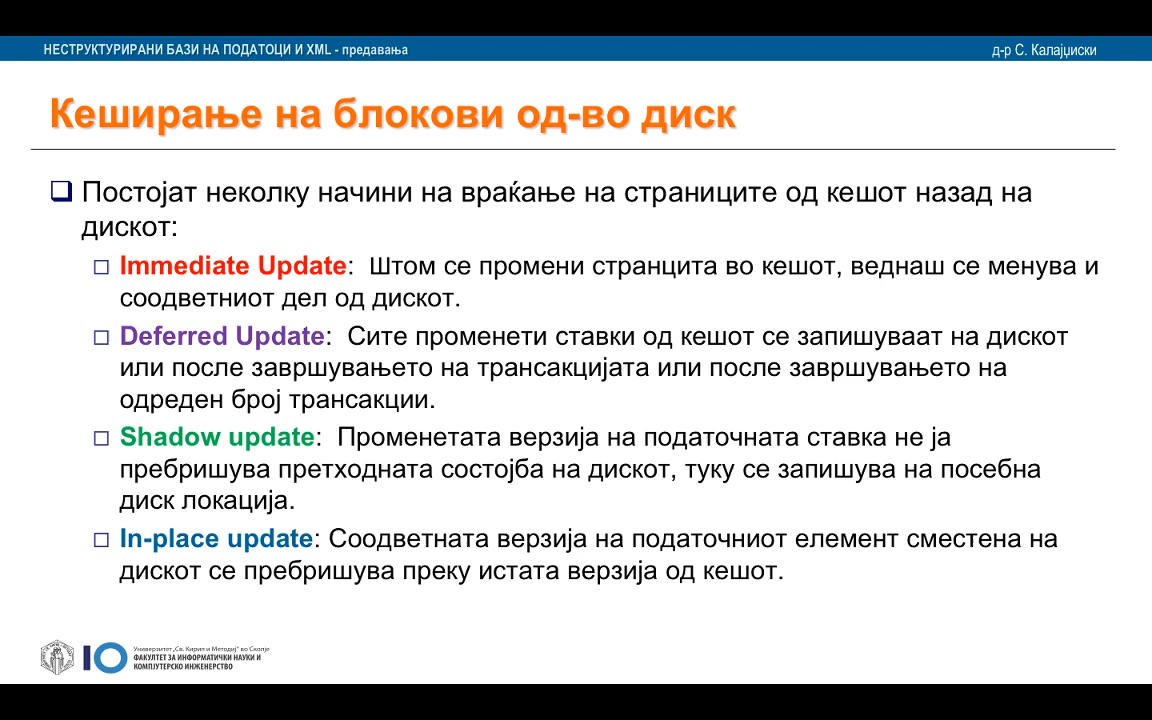 НЕСТРУКТУРИРАНИ БАЗИ НА ПОДАТОЦИ И XML - предавања
д-р С. Калајџиски
Кеширање на блокови од-во диск
Постојат неколку начини на враќање на страниците од кешот назад на
дискот:
Immediate Update: Штом се промени странцита во кешот, веднаш се менува и
соодветниот дел од дискот.
Deferred Update: Сите променети ставки од кешот се запишуваат на дискот
или после завршувањето на трансакцијата или после завршувањето на
одреден број трансакции.
Shadow update: Променетата верзија на податочната ставка не ја
пребришува претходната состојба на дискот, туку се запишува на посебна
диск локација.
In-place update: Соодветната верзија на податочниот елемент сместена на
дискот се пребришува преку истата верзија од кешот.
Универзитет „Св. Кирил и Методиј“ во Скопје
ФАКУЛТЕТ ЗА ИНФОРМАТИЧКИ НАУКИ И
КОМПЈУТЕРСКО ИНЖЕНЕРСТВО